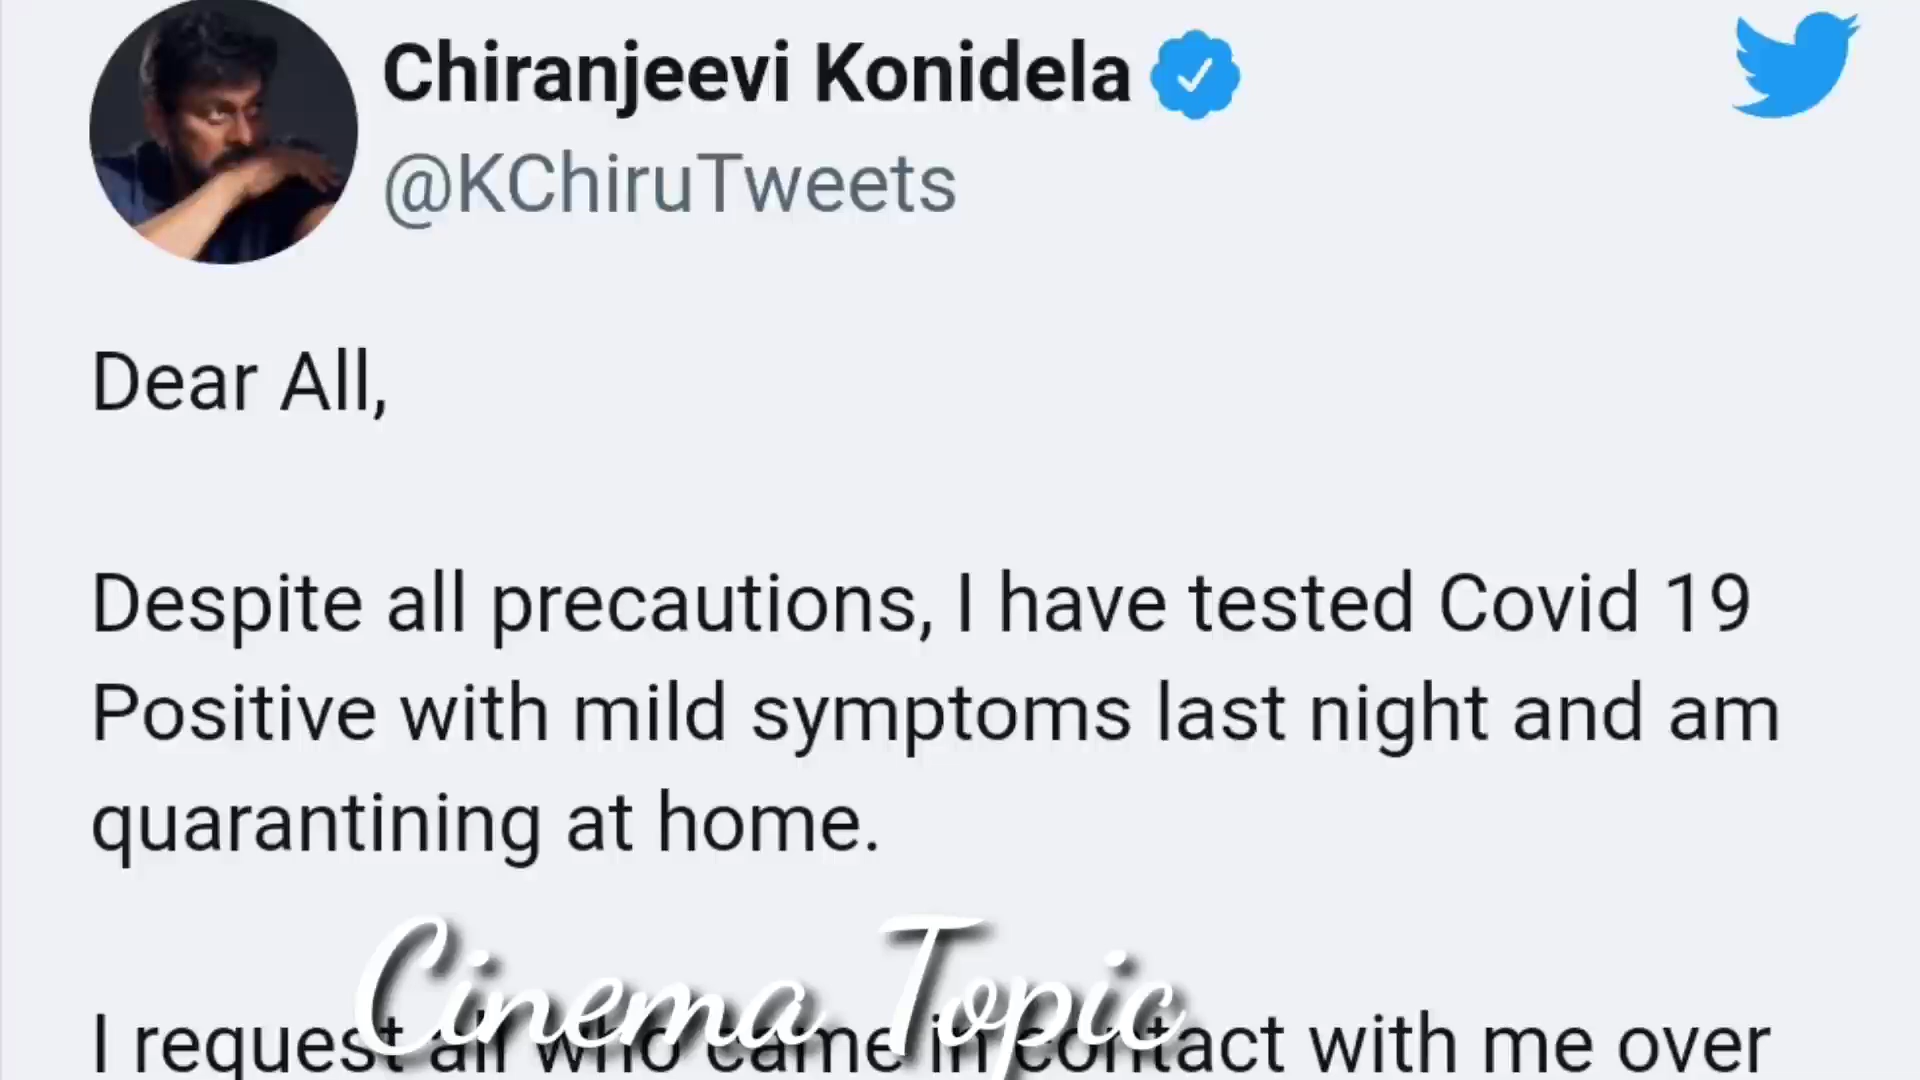 Chiranjeevi Konidela
@KChiruTweets
Dear All,
Despite all precautions, I have tested Covid 19
Positive with mild symptoms last night and am
quarantining at home.
Cinema Topic
I request all who came in contact with me over